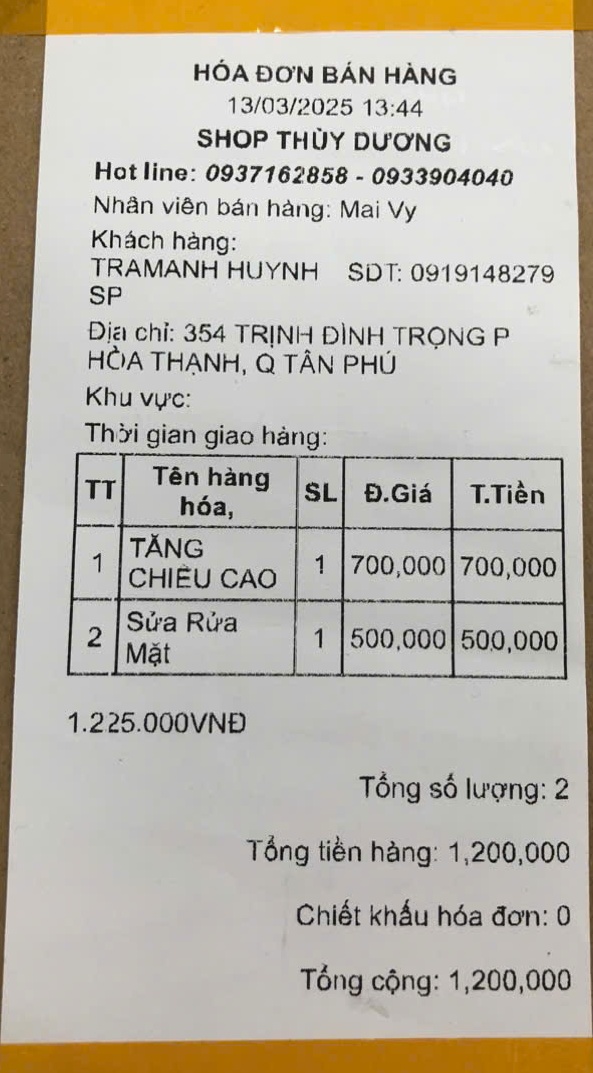 HÓA ĐƠN BÁN HÀNG
13/03/2025 13:44
SHOP THÙY DƯƠNG
Hot line: 0937162858 - 0933904040
Nhân viên bán hàng: Mai Vy
Khách hàng:
TRAMANH HUYNH SDT: 0919148279
SP
Địa chỉ: 354 TRỊNH ĐÌNH TRỌNG P
HÒA THẠNH, Q TÂN PHÚ
Khu vực:
Thời gian giao hàng:
TT Tên hàng hóa, SL Đ.Giá T.Tiền
1 TĂNG CHIỀU CAO 1 700,000 700,000
2 Sửa Rửa Mặt 1 500,000 500,000
1.225.000VNĐ
Tổng số lượng: 2
Tổng tiền hàng: 1,200,000
Chiết khấu hóa đơn: 0
Tổng cộng: 1,200,000